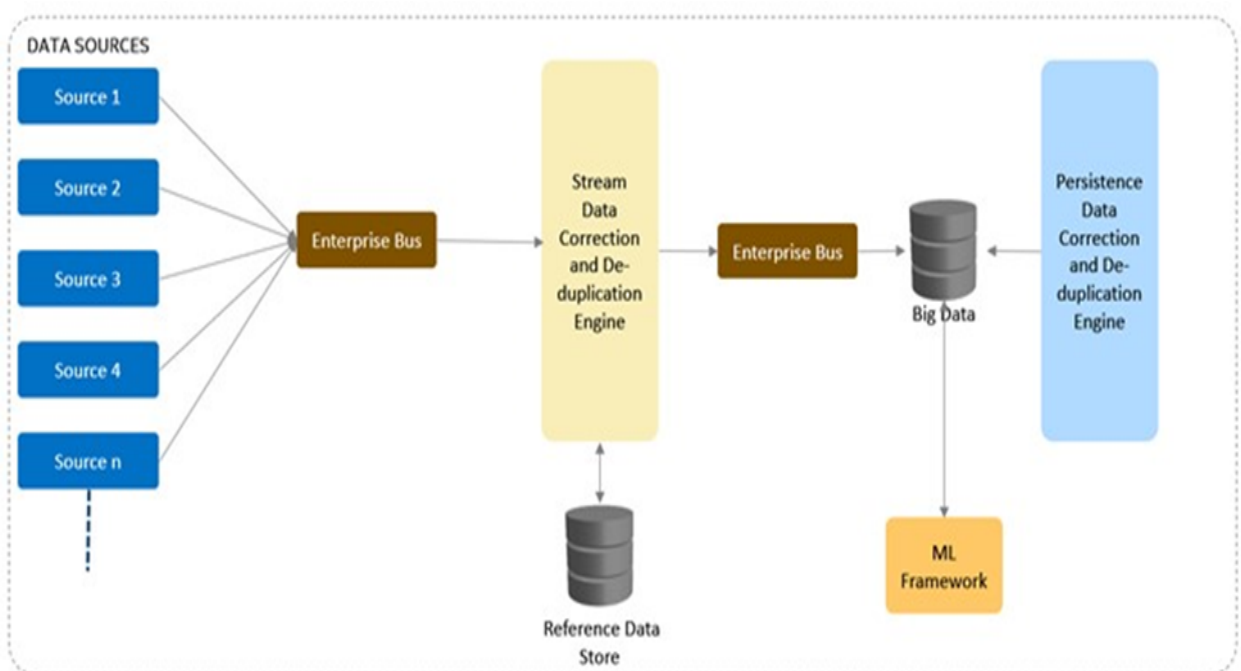 DATA SOURCES
Source 1
Source 2
Source 3
Source 4
Source n
Enterprise Bus
Stream
Data
Correction
and De-
duplication
Engine
Reference Data
Store
Enterprise Bus
Big Data
ML
Framework
Persistence
Data
Correction
and De-
duplication
Engine